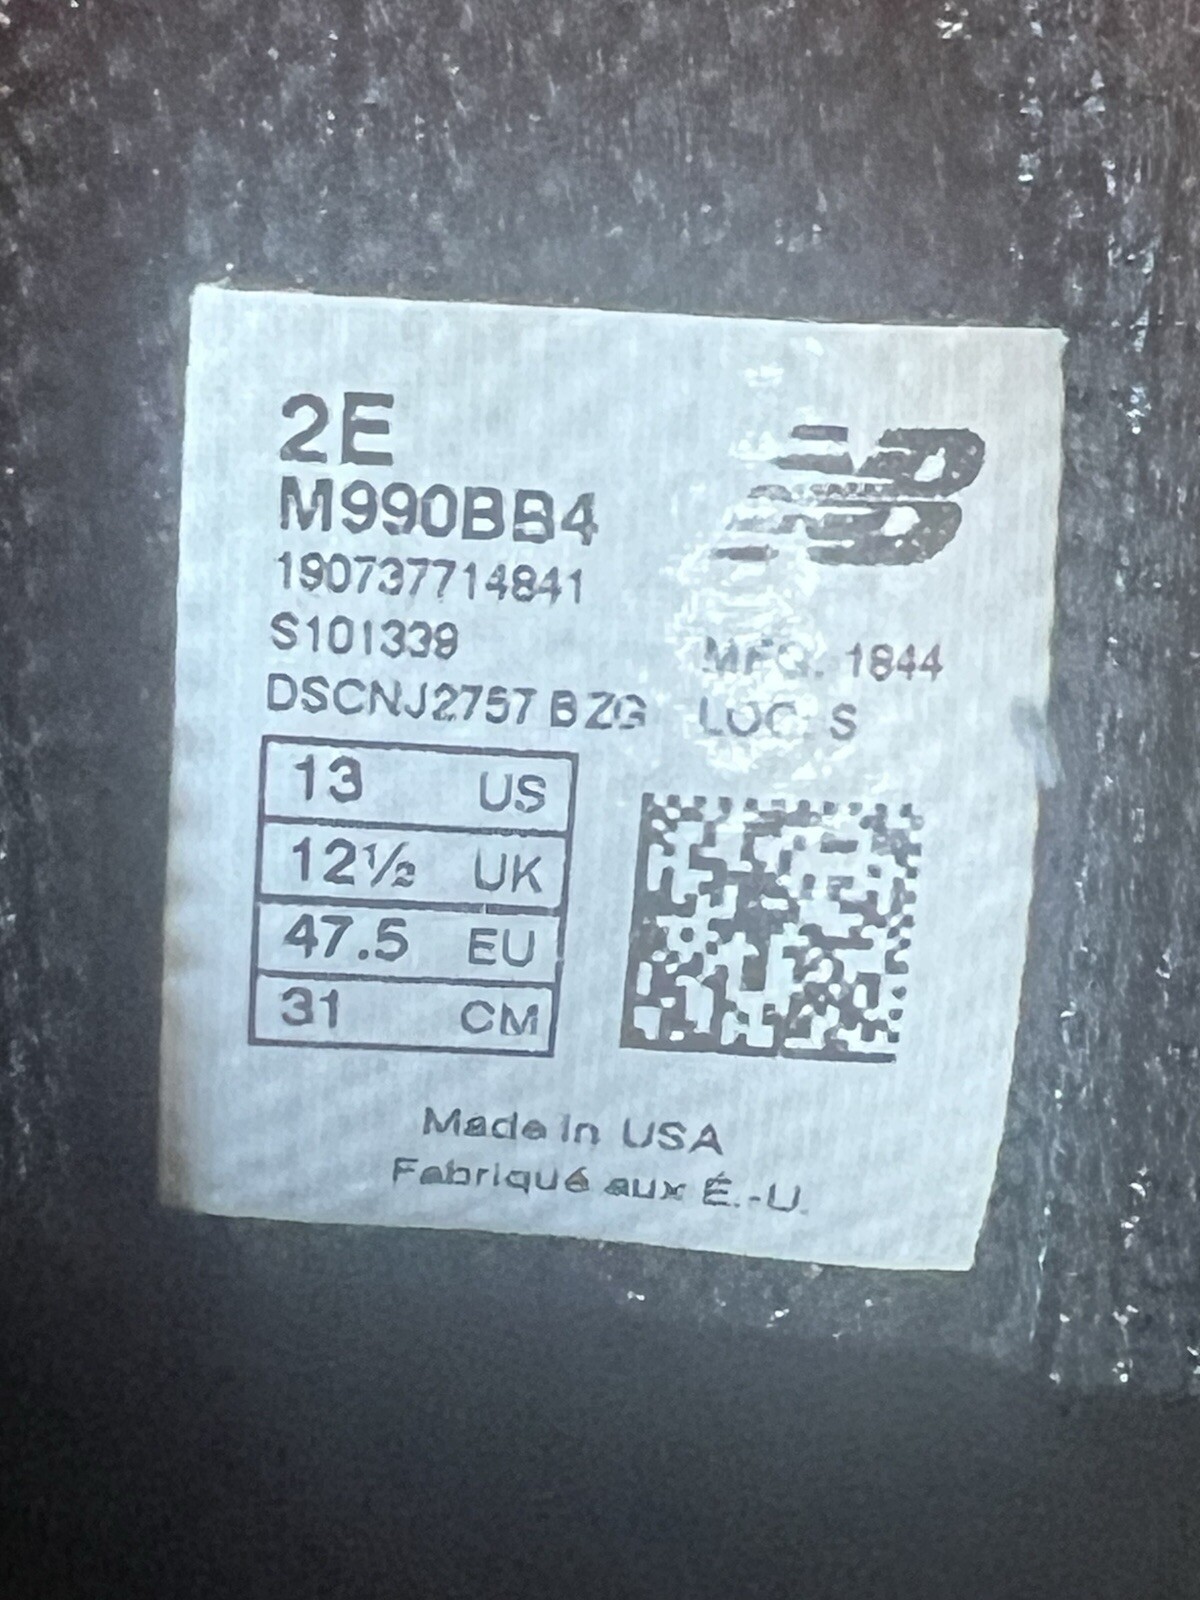 2E
M990BB4
190737714841
S101339
MFG. 1844
DSCNJ2757 BZG
LOC: S
13 US
12½ UK
47.5 EU
31 CM
Made in USA
Fabriqué aux É.-U.